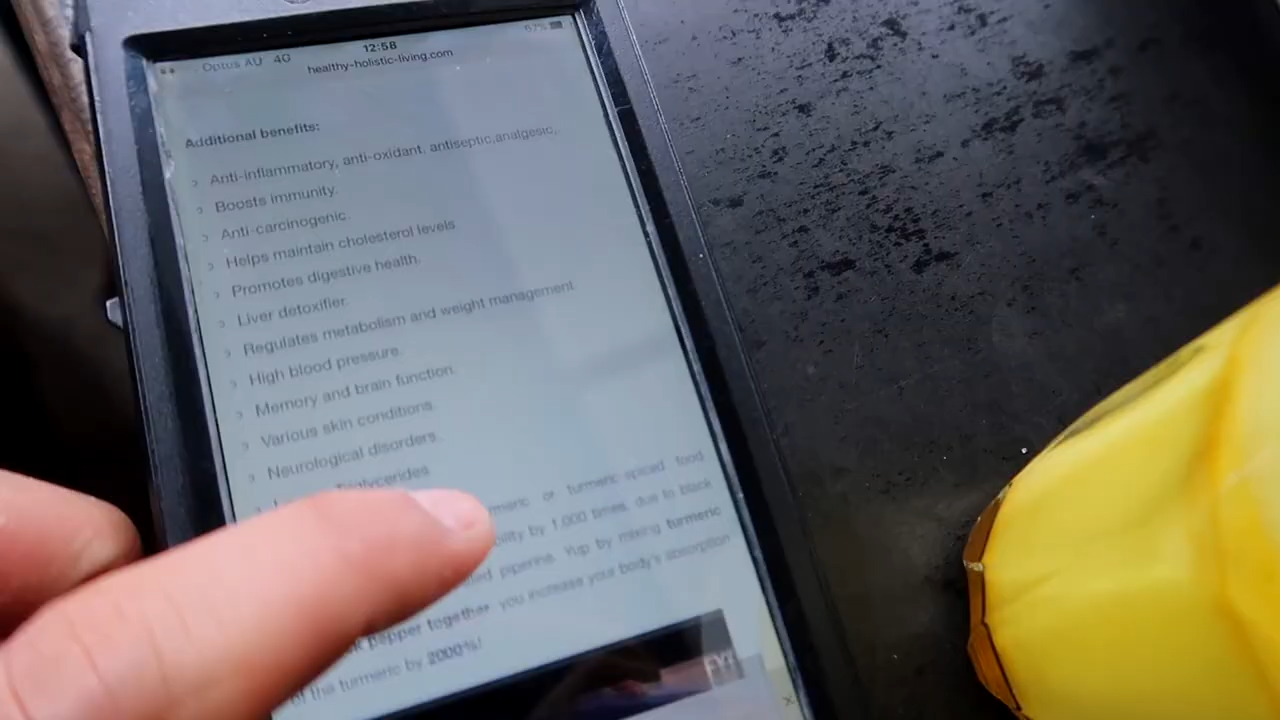 Optus AU 4G 12:58 67%
healthy-holistic-living.com
Additional benefits:
Anti-inflammatory, anti-oxidant, antiseptic,analgesic,
Boosts immunity.
Anti-carcinogenic.
Helps maintain cholesterol levels
Promotes digestive health.
Liver detoxifier.
Regulates metabolism and weight management
High blood pressure.
Memory and brain function.
Various skin conditions.
Neurological disorders.
Triglycerides
or turmeric-spiced food
by 1,000 times, due to black
piperine. Yup by mixing turmeric
pepper together you increase your body's absorption
of the turmeric by 2000%!